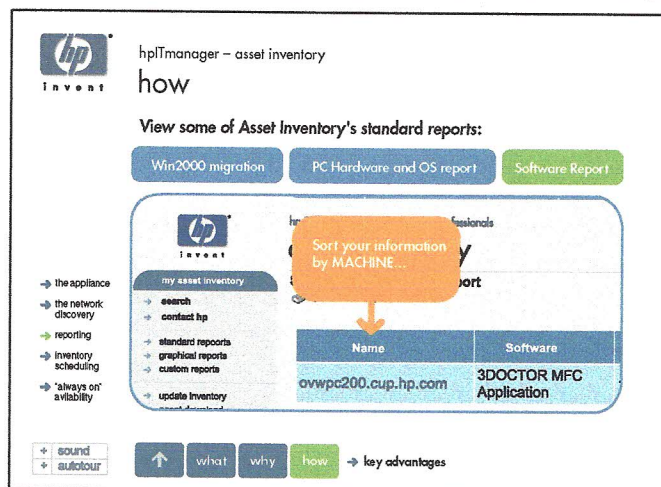 hp
invent
hpITmanager – asset inventory
how
View some of Asset Inventory's standard reports:
Win2000 migration
PC Hardware and OS report
Software Report
the appliance
the network
discovery
reporting
inventory
scheduling
"always on"
avilability
hp
invent
my asset inventory
search
contact hp
standard repoorts
graphical reports
custom reports
update inventory
Sort your information
by MACHINE...
Name
Software
ovwpc200.cup.hp.com
3DOCTOR MFC
Application
+ sound
+ autotour
what
why
how
key advantages